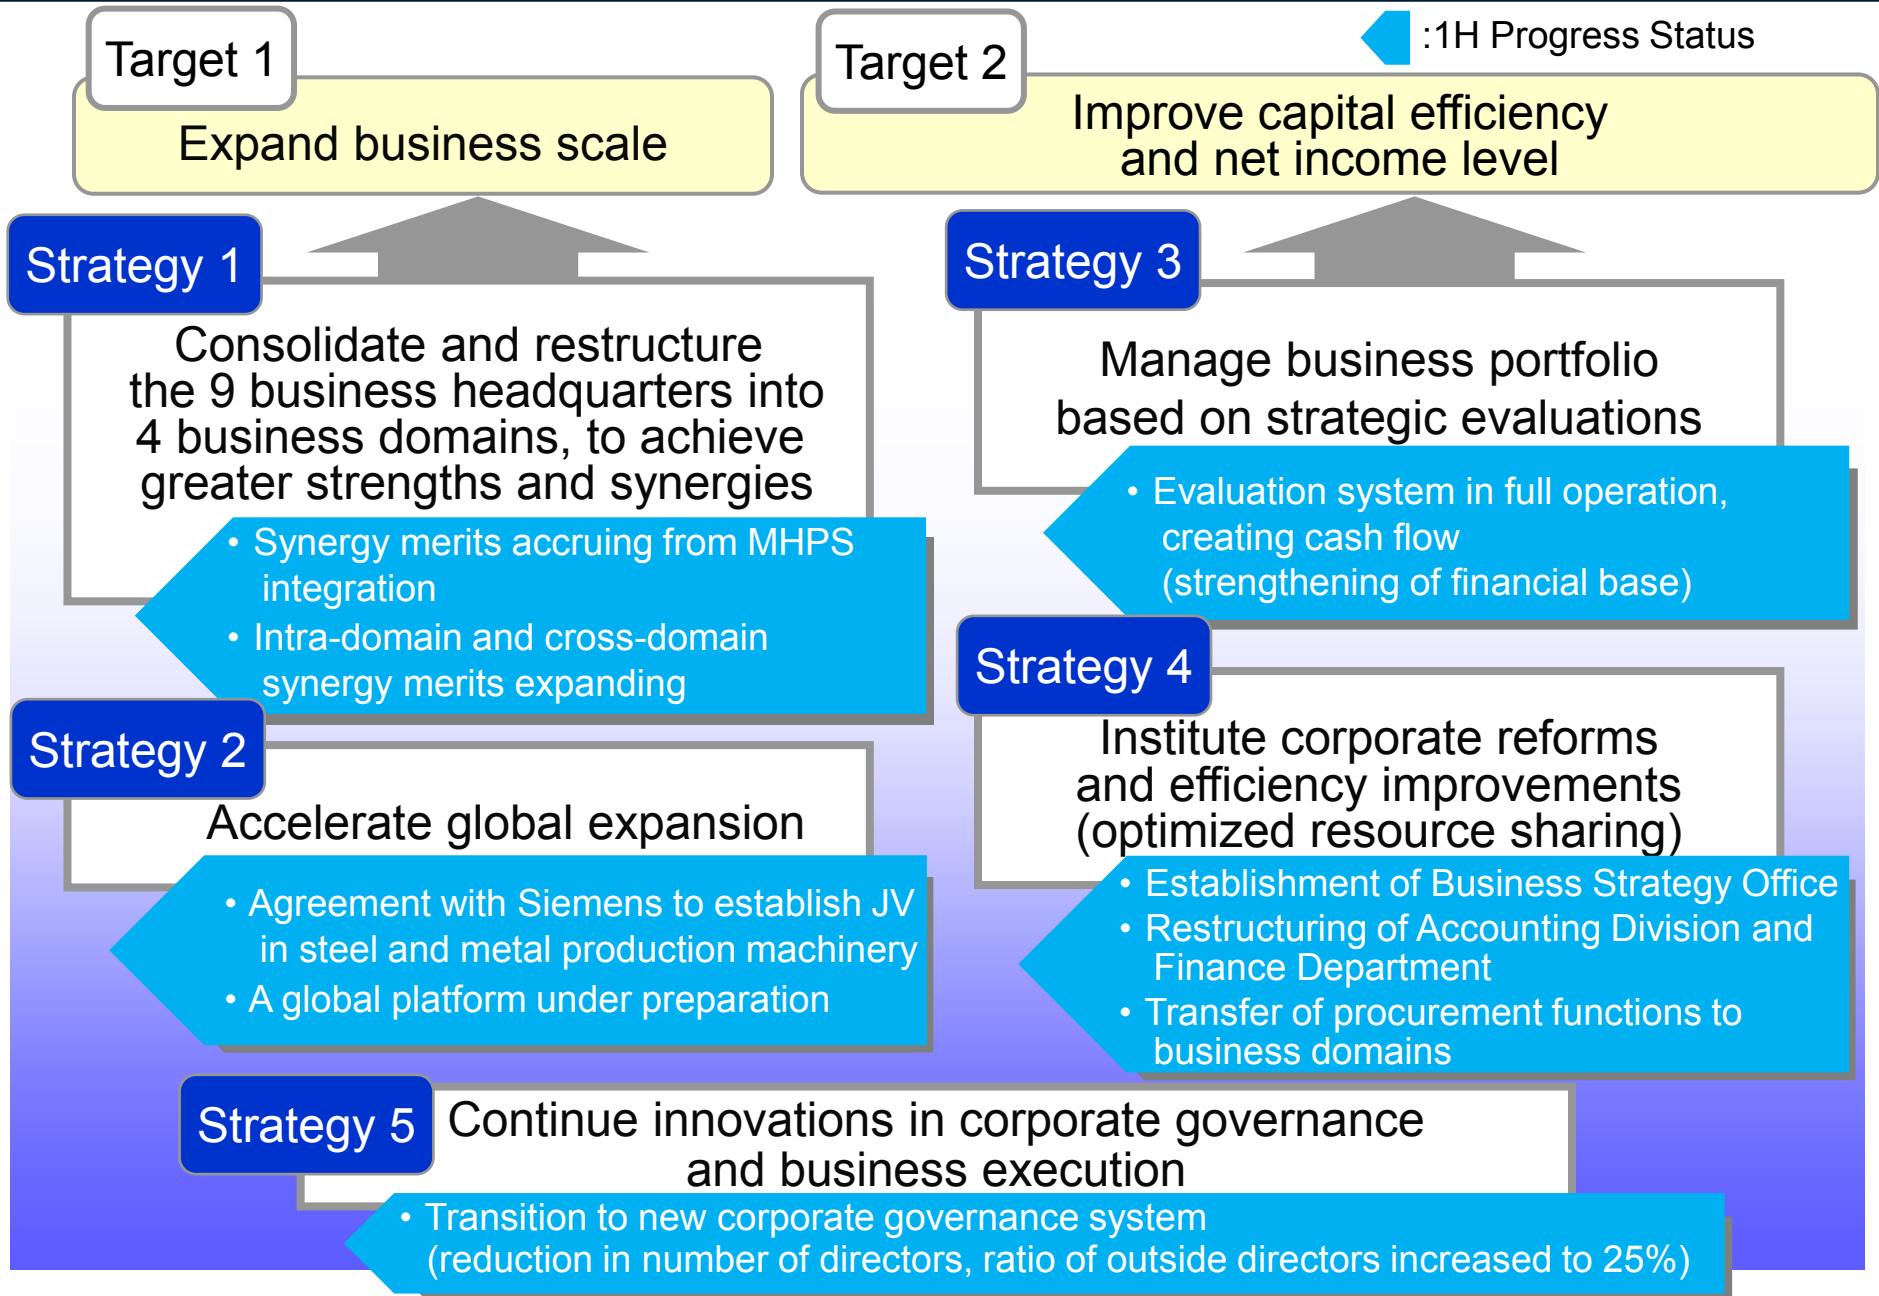 :1H Progress Status
Target 1
Expand business scale
Target 2
Improve capital efficiency
and net income level
Strategy 1
Consolidate and restructure
the 9 business headquarters into
4 business domains, to achieve
greater strengths and synergies
• Synergy merits accruing from MHPS
integration
• Intra-domain and cross-domain
synergy merits expanding
Strategy 2
Accelerate global expansion
• Agreement with Siemens to establish JV
in steel and metal production machinery
• A global platform under preparation
Strategy 3
Manage business portfolio
based on strategic evaluations
• Evaluation system in full operation,
creating cash flow
(strengthening of financial base)
Strategy 4
Institute corporate reforms
and efficiency improvements
(optimized resource sharing)
• Establishment of Business Strategy Office
• Restructuring of Accounting Division and
Finance Department
• Transfer of procurement functions to
business domains
Strategy 5
Continue innovations in corporate governance
and business execution
• Transition to new corporate governance system
(reduction in number of directors, ratio of outside directors increased to 25%)